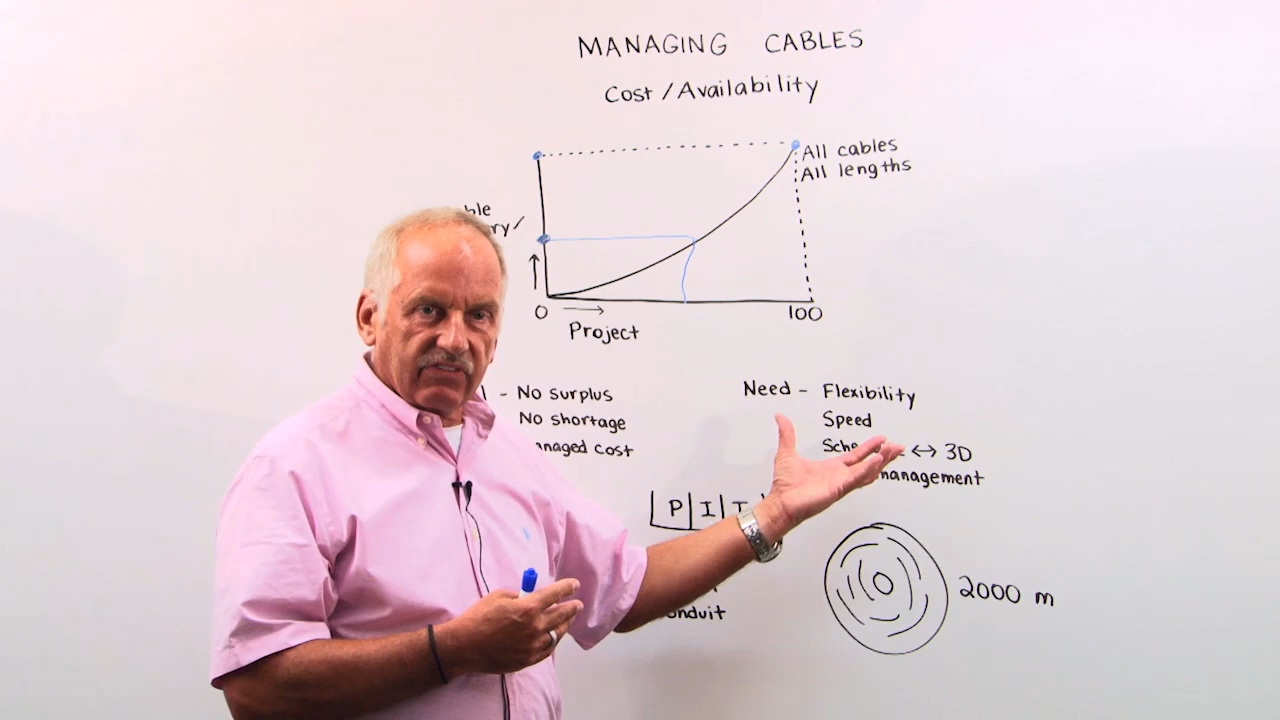 MANAGING CABLES
Cost/Availability
All cables
All lengths
0
100
Project
- No surplus
No shortage
cost
Need - Flexibility
Speed
↔ 3D
management
P I
2000 m